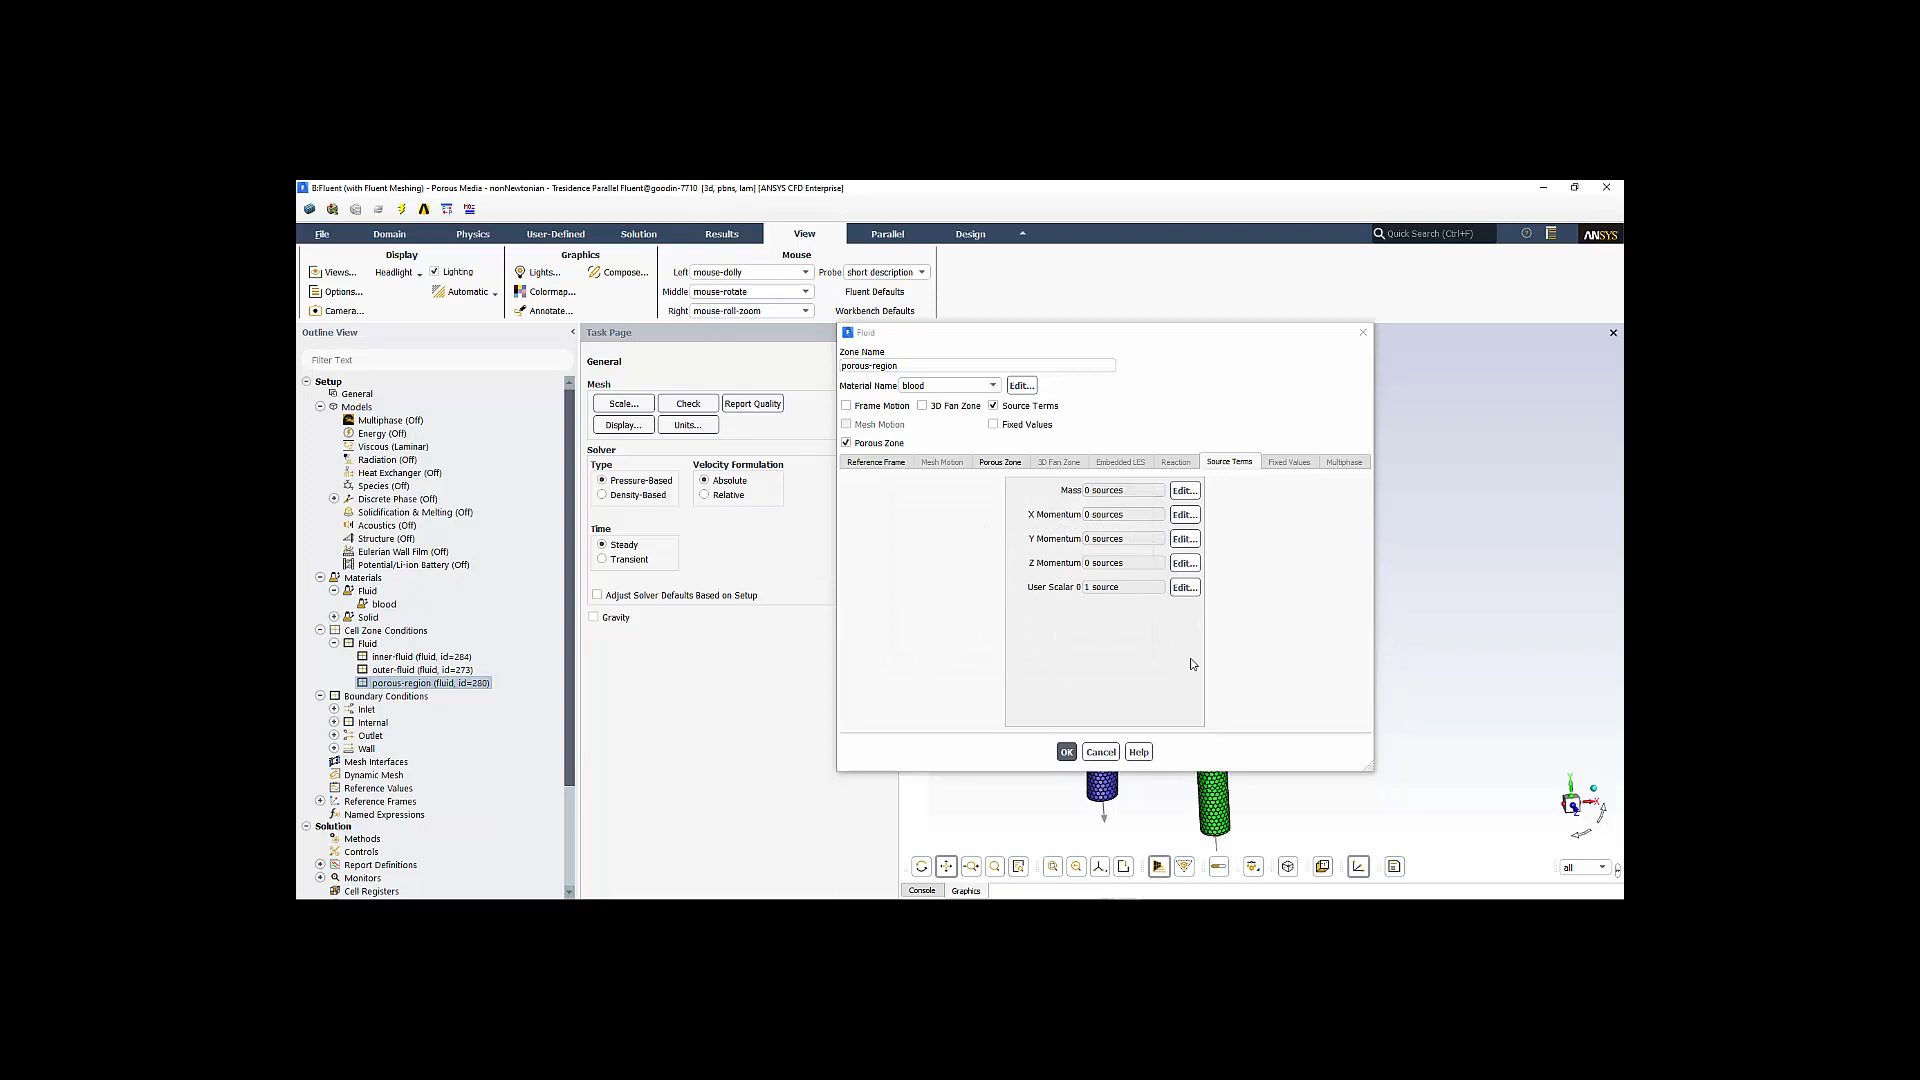 B:Fluent (with Fluent Meshing) - Porous Media - nonNewtonian - Tresidence Parallel Fluent@goodin-7710 [3d, pbns, lam] [ANSYS CFD Enterprise]
File Domain Physics User-Defined Solution Results View Parallel Design Quick Search (Ctrl+F) ANSYS
Display Graphics Mouse
Views... Headlight Lighting Lights... Compose... Left mouse-dolly Probe short description
Options... Automatic Colormap... Middle mouse-rotate Fluent Defaults
Camera... Annotate... Right mouse-roll-zoom Workbench Defaults
Outline View
Filter Text
Setup
General
Models
Multiphase (Off)
Energy (Off)
Viscous (Laminar)
Radiation (Off)
Heat Exchanger (Off)
Species (Off)
Discrete Phase (Off)
Solidification & Melting (Off)
Acoustics (Off)
Structure (Off)
Eulerian Wall Film (Off)
Potential/Li-ion Battery (Off)
Materials
Fluid
blood
Solid
Cell Zone Conditions
Fluid
inner-fluid (fluid, id=284)
outer-fluid (fluid, id=273)
porous-region (fluid, id=280)
Boundary Conditions
Inlet
Internal
Outlet
Wall
Mesh Interfaces
Dynamic Mesh
Reference Values
Reference Frames
Named Expressions
Solution
Methods
Controls
Report Definitions
Monitors
Cell Registers
Task Page
General
Mesh
Scale... Check Report Quality
Display... Units...
Solver
Type Velocity Formulation
Pressure-Based Absolute
Density-Based Relative
Time
Steady
Transient
Adjust Solver Defaults Based on Setup
Gravity
Fluid
Zone Name
porous-region
Material Name blood Edit...
Frame Motion 3D Fan Zone Source Terms
Mesh Motion Fixed Values
Porous Zone
Reference Frame Mesh Motion Porous Zone 3D Fan Zone Embedded LES Reaction Source Terms Fixed Values Multiphase
Mass 0 sources Edit...
X Momentum 0 sources Edit...
Y Momentum 0 sources Edit...
Z Momentum 0 sources Edit...
User Scalar 0 1 source Edit...
OK Cancel Help
Y
X
Z
all
Console Graphics